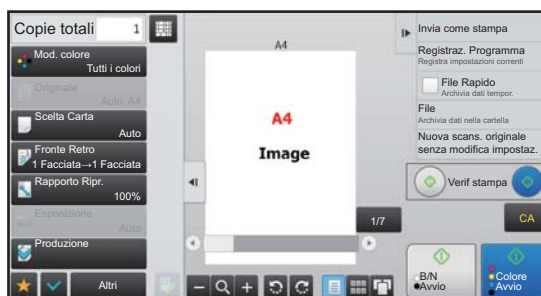 Copie totali 1
Mod. colore
Tutti i colori
Originale
Auto A4
Scelta Carta
Auto
Fronte Retro
1 Facciata→1 Facciata
Rapporto Ripr.
100%
Esposizione
Auto
Produzione
Altri
A4
A4
Image
1/7
Invia come stampa
Registraz. Programma
Registra impostazioni correnti
File Rapido
Archivia dati tempor.
File
Archivia dati nella cartella
Nuova scans. originale
senza modifica impostaz.
Verif stampa
CA
B/N
Avvio
Colore
Avvio